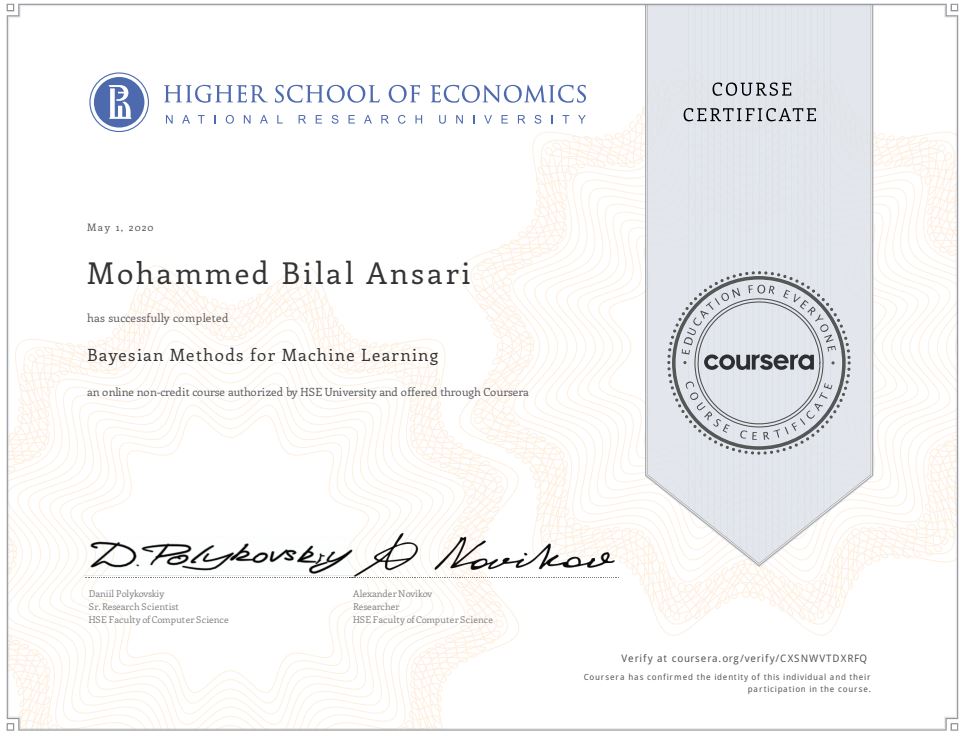 HIGHER SCHOOL OF ECONOMICS
NATIONAL RESEARCH UNIVERSITY
COURSE
CERTIFICATE
May 1, 2020
Mohammed Bilal Ansari
has successfully completed
Bayesian Methods for Machine Learning
an online non-credit course authorized by HSE University and offered through Coursera
EDUCATION FOR EVERYONE
coursera
COURSE CERTIFICATE
D. Polykovskiy
A Novikov
Daniil Polykovskiy
Sr. Research Scientist
HSE Faculty of Computer Science
Alexander Novikov
Researcher
HSE Faculty of Computer Science
Verify at coursera.org/verify/CXSNWVTDXRFQ
Coursera has confirmed the identity of this individual and their
participation in the course.